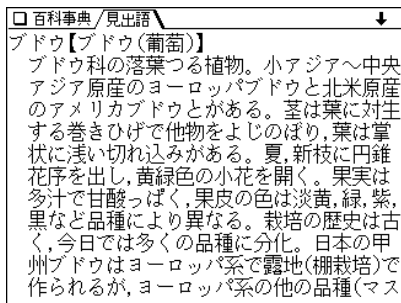 百科事典/見出語
ブドウ【ブドウ(葡萄)】
ブドウ科の落葉つる植物。小アジア〜中央
アジア原産のヨーロッパブドウと北米原産
のアメリカブドウとがある。茎は葉に対生
する巻きひげで他物をよじのぼり,葉は掌
状に浅い切れ込みがある。夏,新枝に円錐
花序を出し,黄緑色の小花を開く。果実は
多汁で甘酸っぱく,果皮の色は淡黄,緑,紫,
黒など品種により異なる。栽培の歴史は古
く,今日では多くの品種に分化。日本の甲
州ブドウはヨーロッパ系で露地(棚栽培)で
作られるが,ヨーロッパ系の他の品種(マス